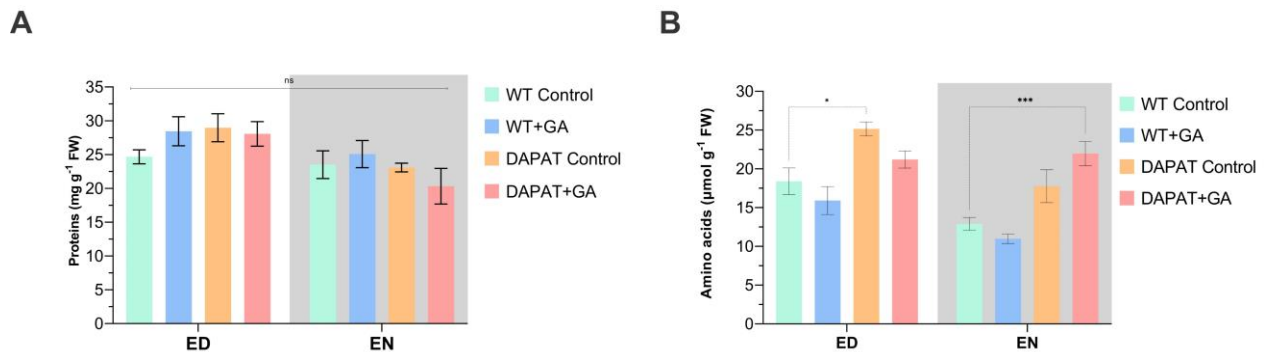 A
Proteins (mg g⁻¹ FW)
35
30
25
20
15
10
5
0
ns
ED
EN
WT Control
WT+GA
DAPAT Control
DAPAT+GA
B
Amino acids (μmol g⁻¹ FW)
30
25
20
15
10
5
0
*
***
ED
EN
WT Control
WT+GA
DAPAT Control
DAPAT+GA